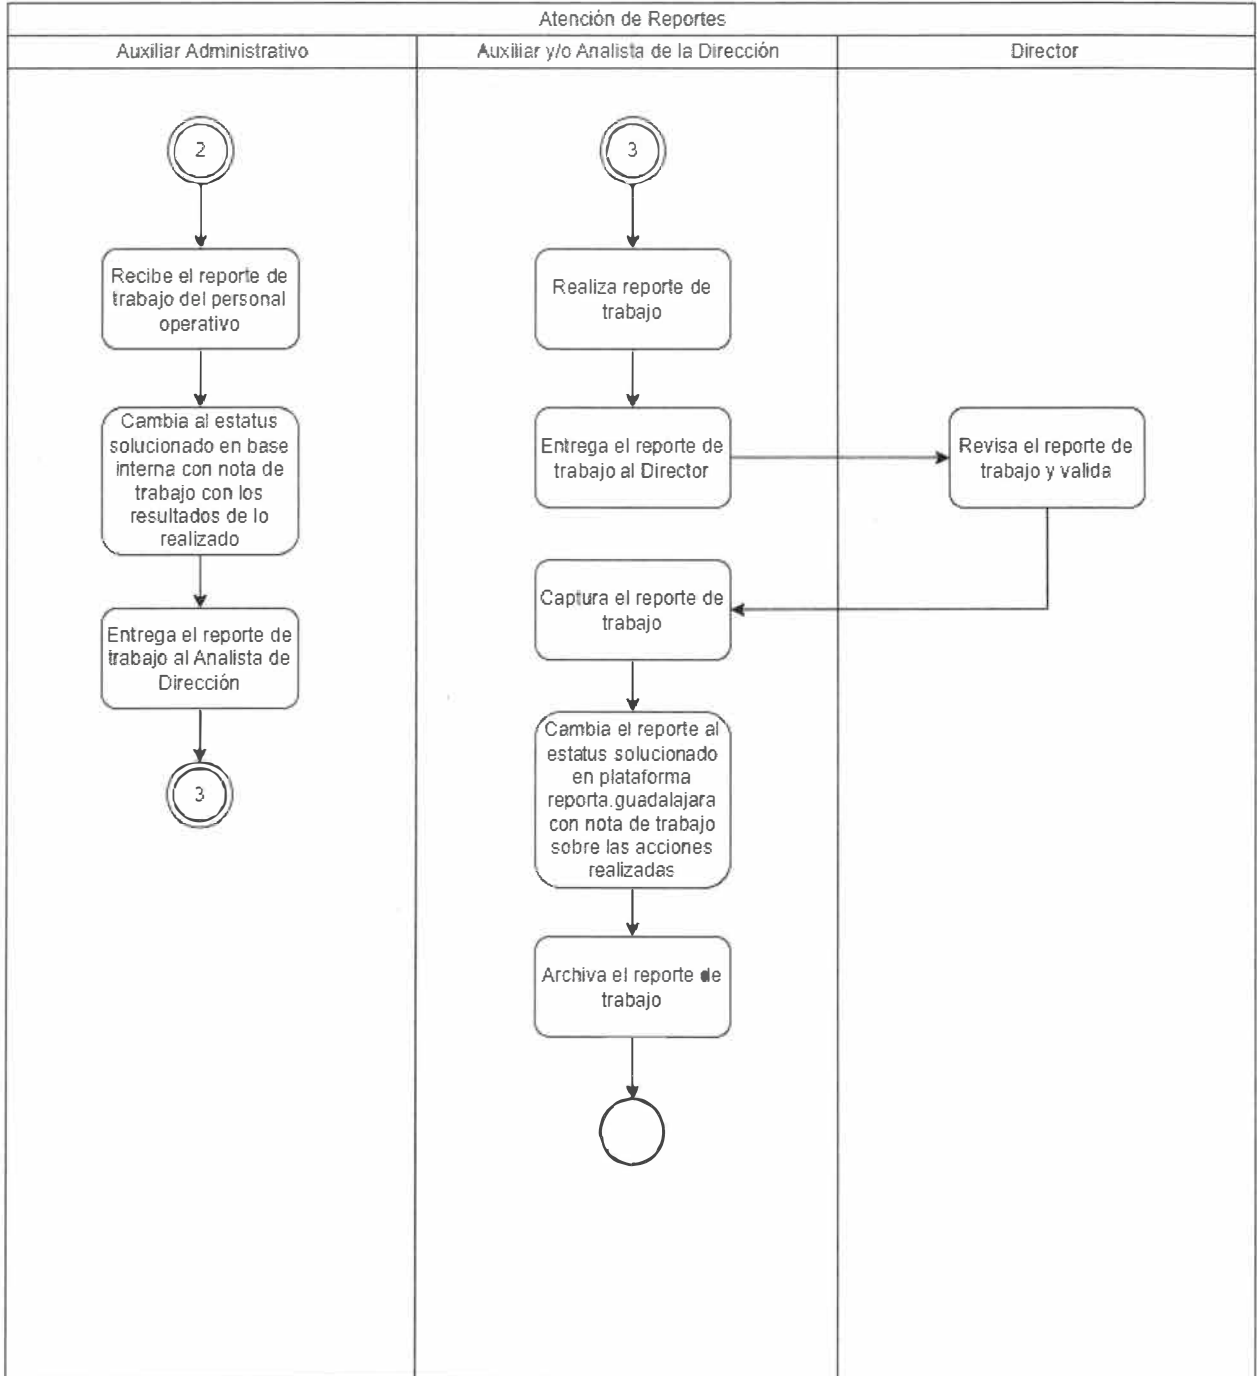 Atención de Reportes
Auxiliar Administrativo
Auxiliar y/o Analista de la Dirección
Director
2
Recibe el reporte de
trabajo del personal
operativo
Cambia al estatus
solucionado en base
interna con nota de
trabajo con los
resultados de lo
realizado
Entrega el reporte de
trabajo al Analista de
Dirección
3
3
Realiza reporte de
trabajo
Entrega el reporte de
trabajo al Director
Revisa el reporte de
trabajo y valida
Captura el reporte de
trabajo
Cambia el reporte al
estatus solucionado
en plataforma
reporta.guadalajara
con nota de trabajo
sobre las acciones
realizadas
Archiva el reporte de
trabajo